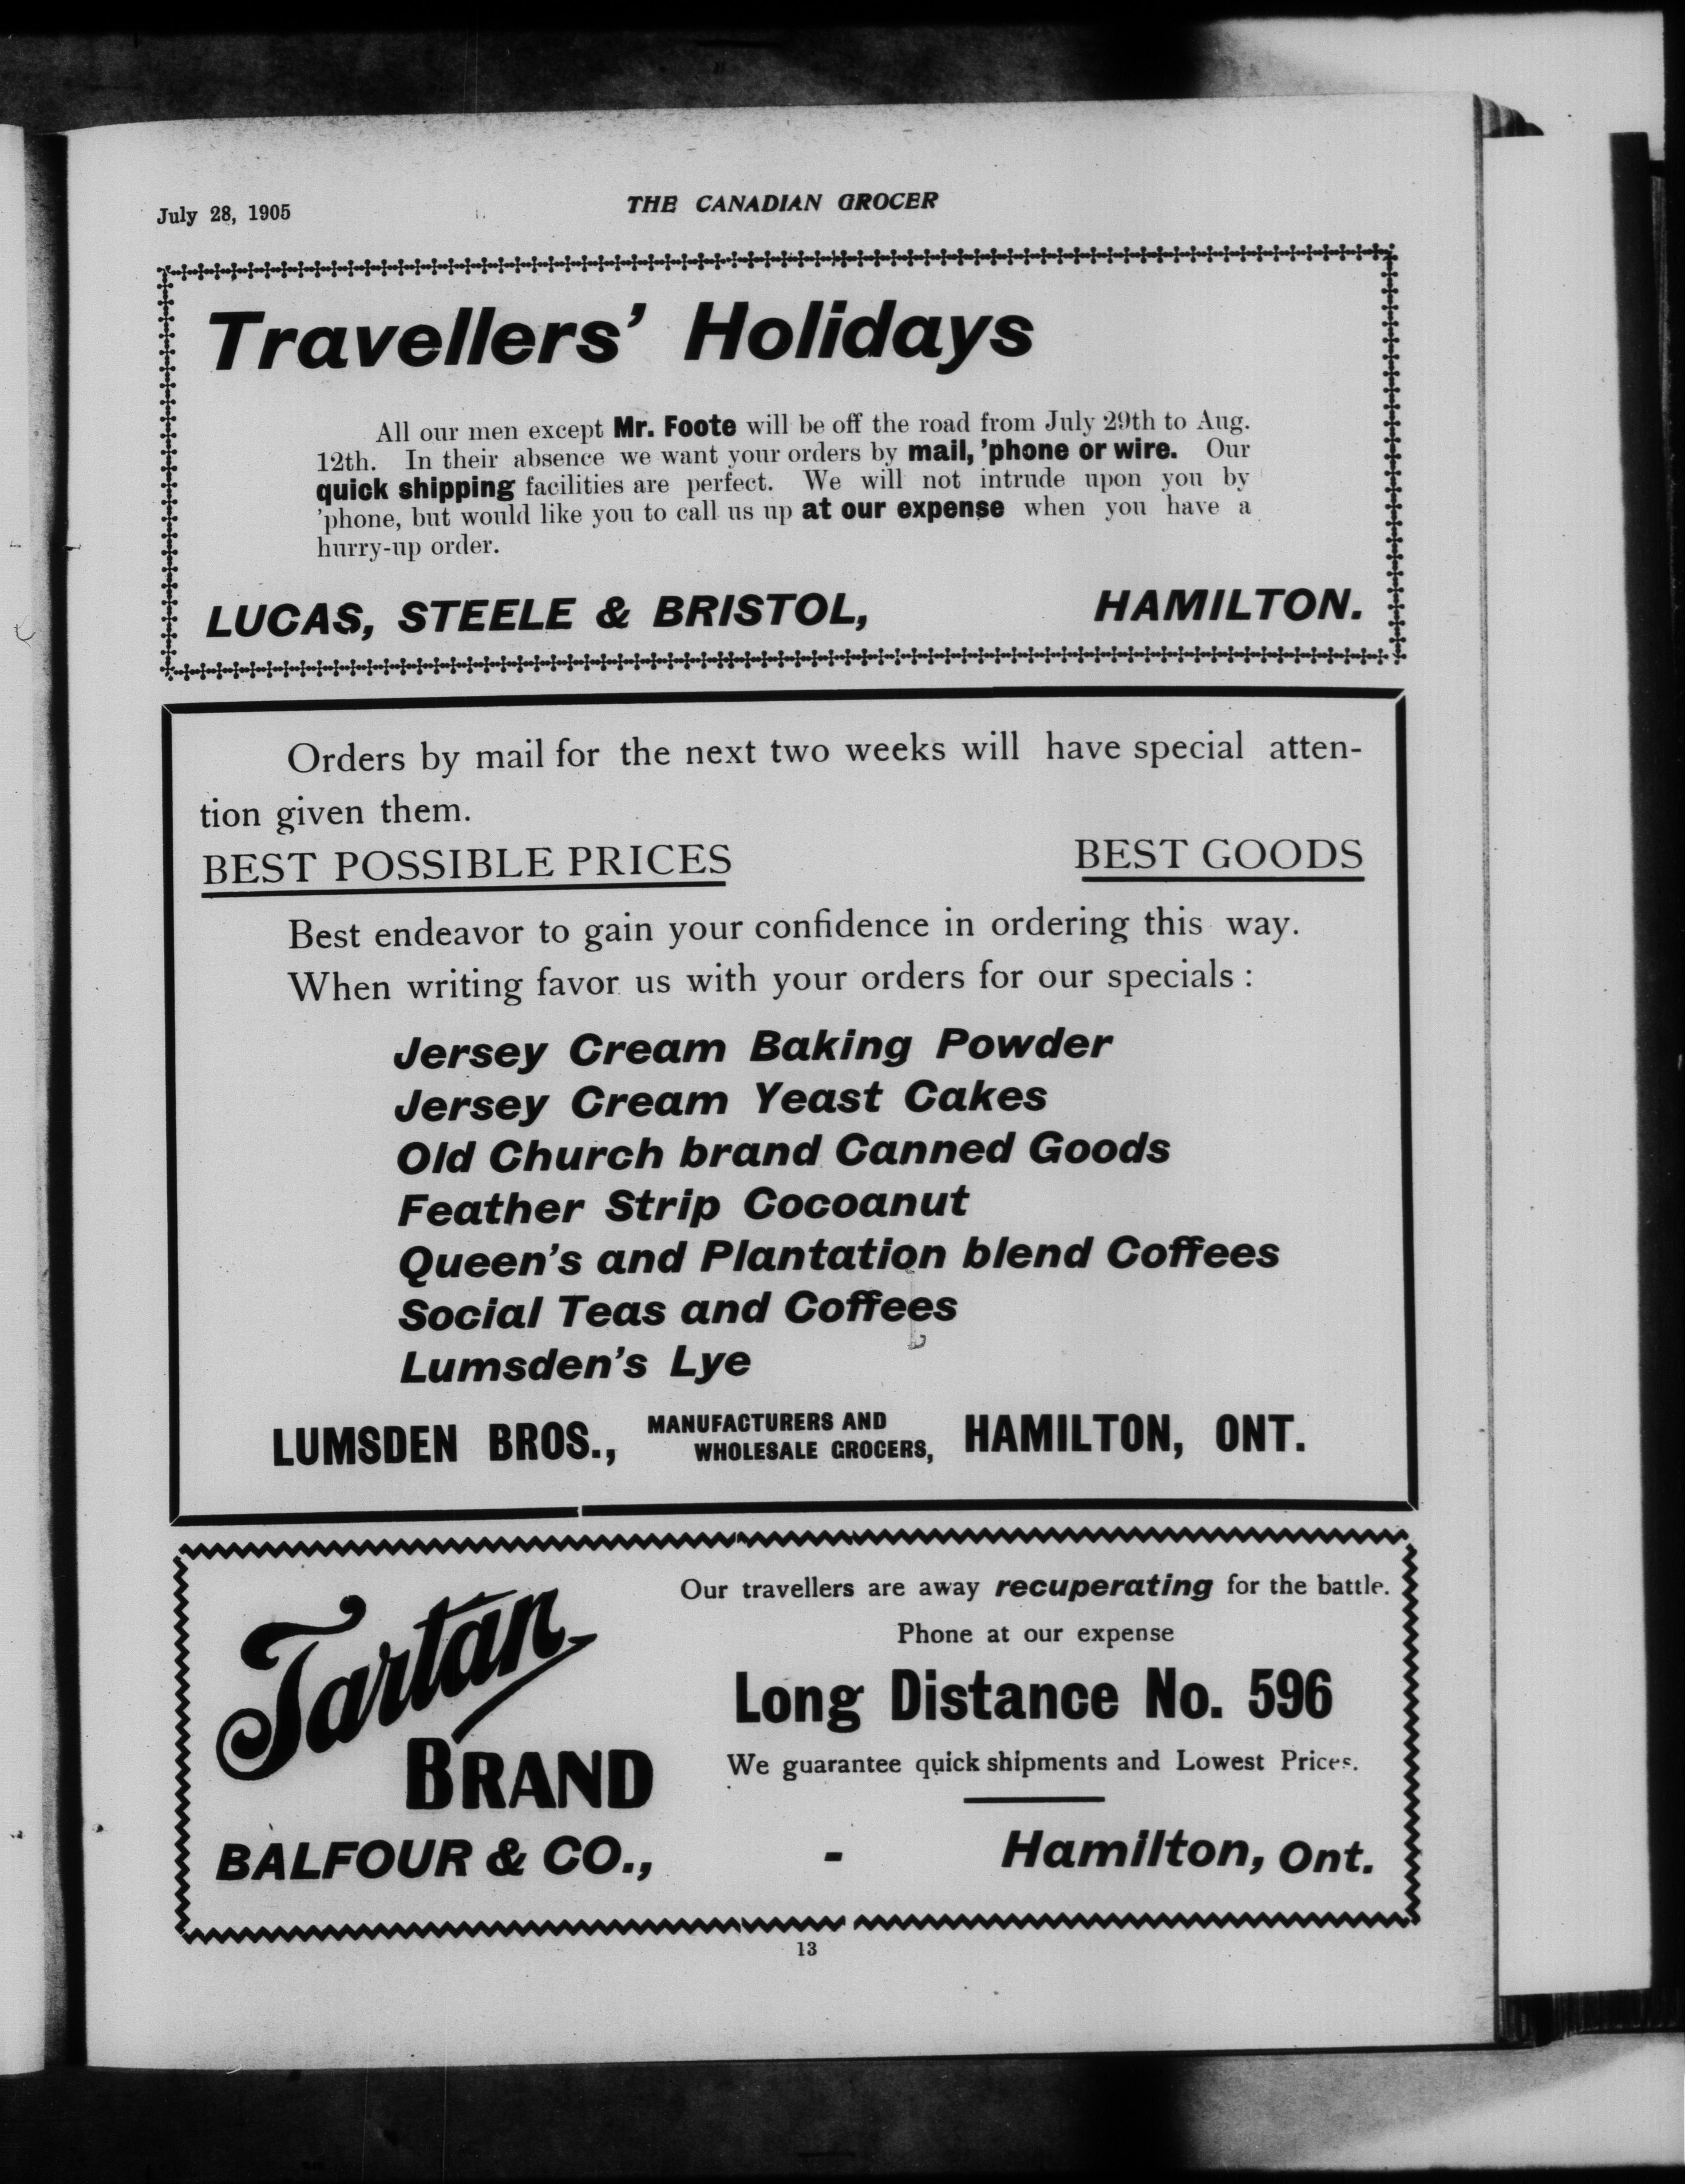 July 28, 1905
THE CANADIAN GROCER
Travellers' Holidays
All our men except Mr. Foote will be off the road from July 29th to Aug.
12th. In their absence we want your orders by mail, 'phone or wire. Our
quick shipping facilities are perfect. We will not intrude upon you by
'phone, but would like you to call us up at our expense when you have a
hurry-up order.
LUCAS, STEELE & BRISTOL, HAMILTON.
Orders by mail for the next two weeks will have special atten-
tion given them.
BEST POSSIBLE PRICES BEST GOODS
Best endeavor to gain your confidence in ordering this way.
When writing favor us with your orders for our specials :
Jersey Cream Baking Powder
Jersey Cream Yeast Cakes
Old Church brand Canned Goods
Feather Strip Cocoanut
Queen's and Plantation blend Coffees
Social Teas and Coffees
Lumsden's Lye
LUMSDEN BROS., MANUFACTURERS AND
WHOLESALE GROCERS, HAMILTON, ONT.
Tartan
BRAND
Our travellers are away recuperating for the battle.
Phone at our expense
Long Distance No. 596
We guarantee quick shipments and Lowest Prices.
BALFOUR & CO., - Hamilton, Ont.
13